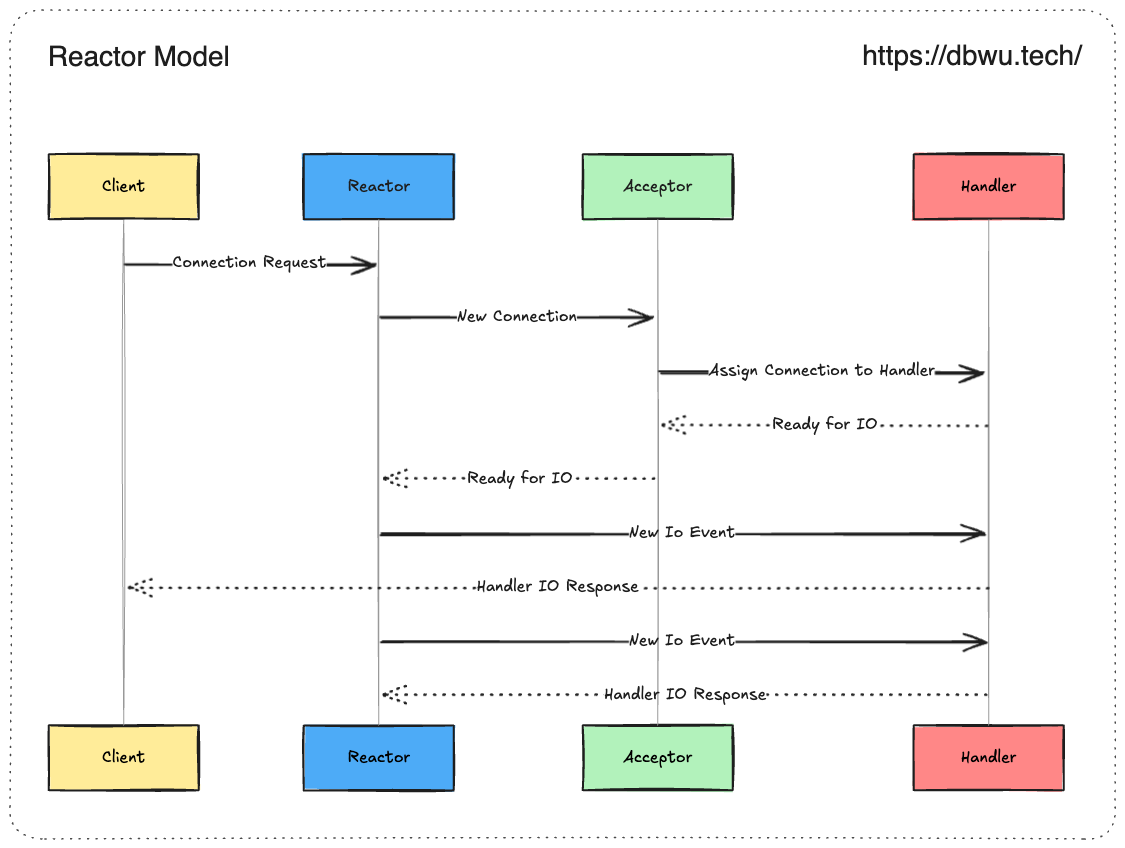 Reactor Model
https://dbwu.tech/
Client
Reactor
Acceptor
Handler
Connection Request
New Connection
Assign Connection to Handler
Ready for IO
Ready for IO
New Io Event
Handler IO Response
New Io Event
Handler IO Response
Client
Reactor
Acceptor
Handler